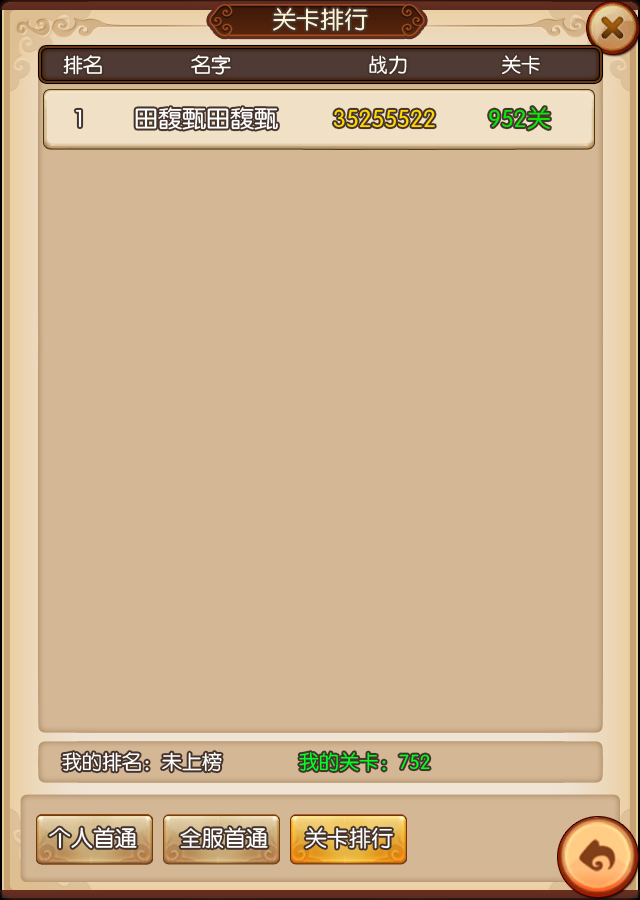 关卡排行
排名 名字 战力 关卡
1 田馥甄田馥甄 35255522 952关
我的排名：未上榜 我的关卡：752
个人首通 全服首通 关卡排行